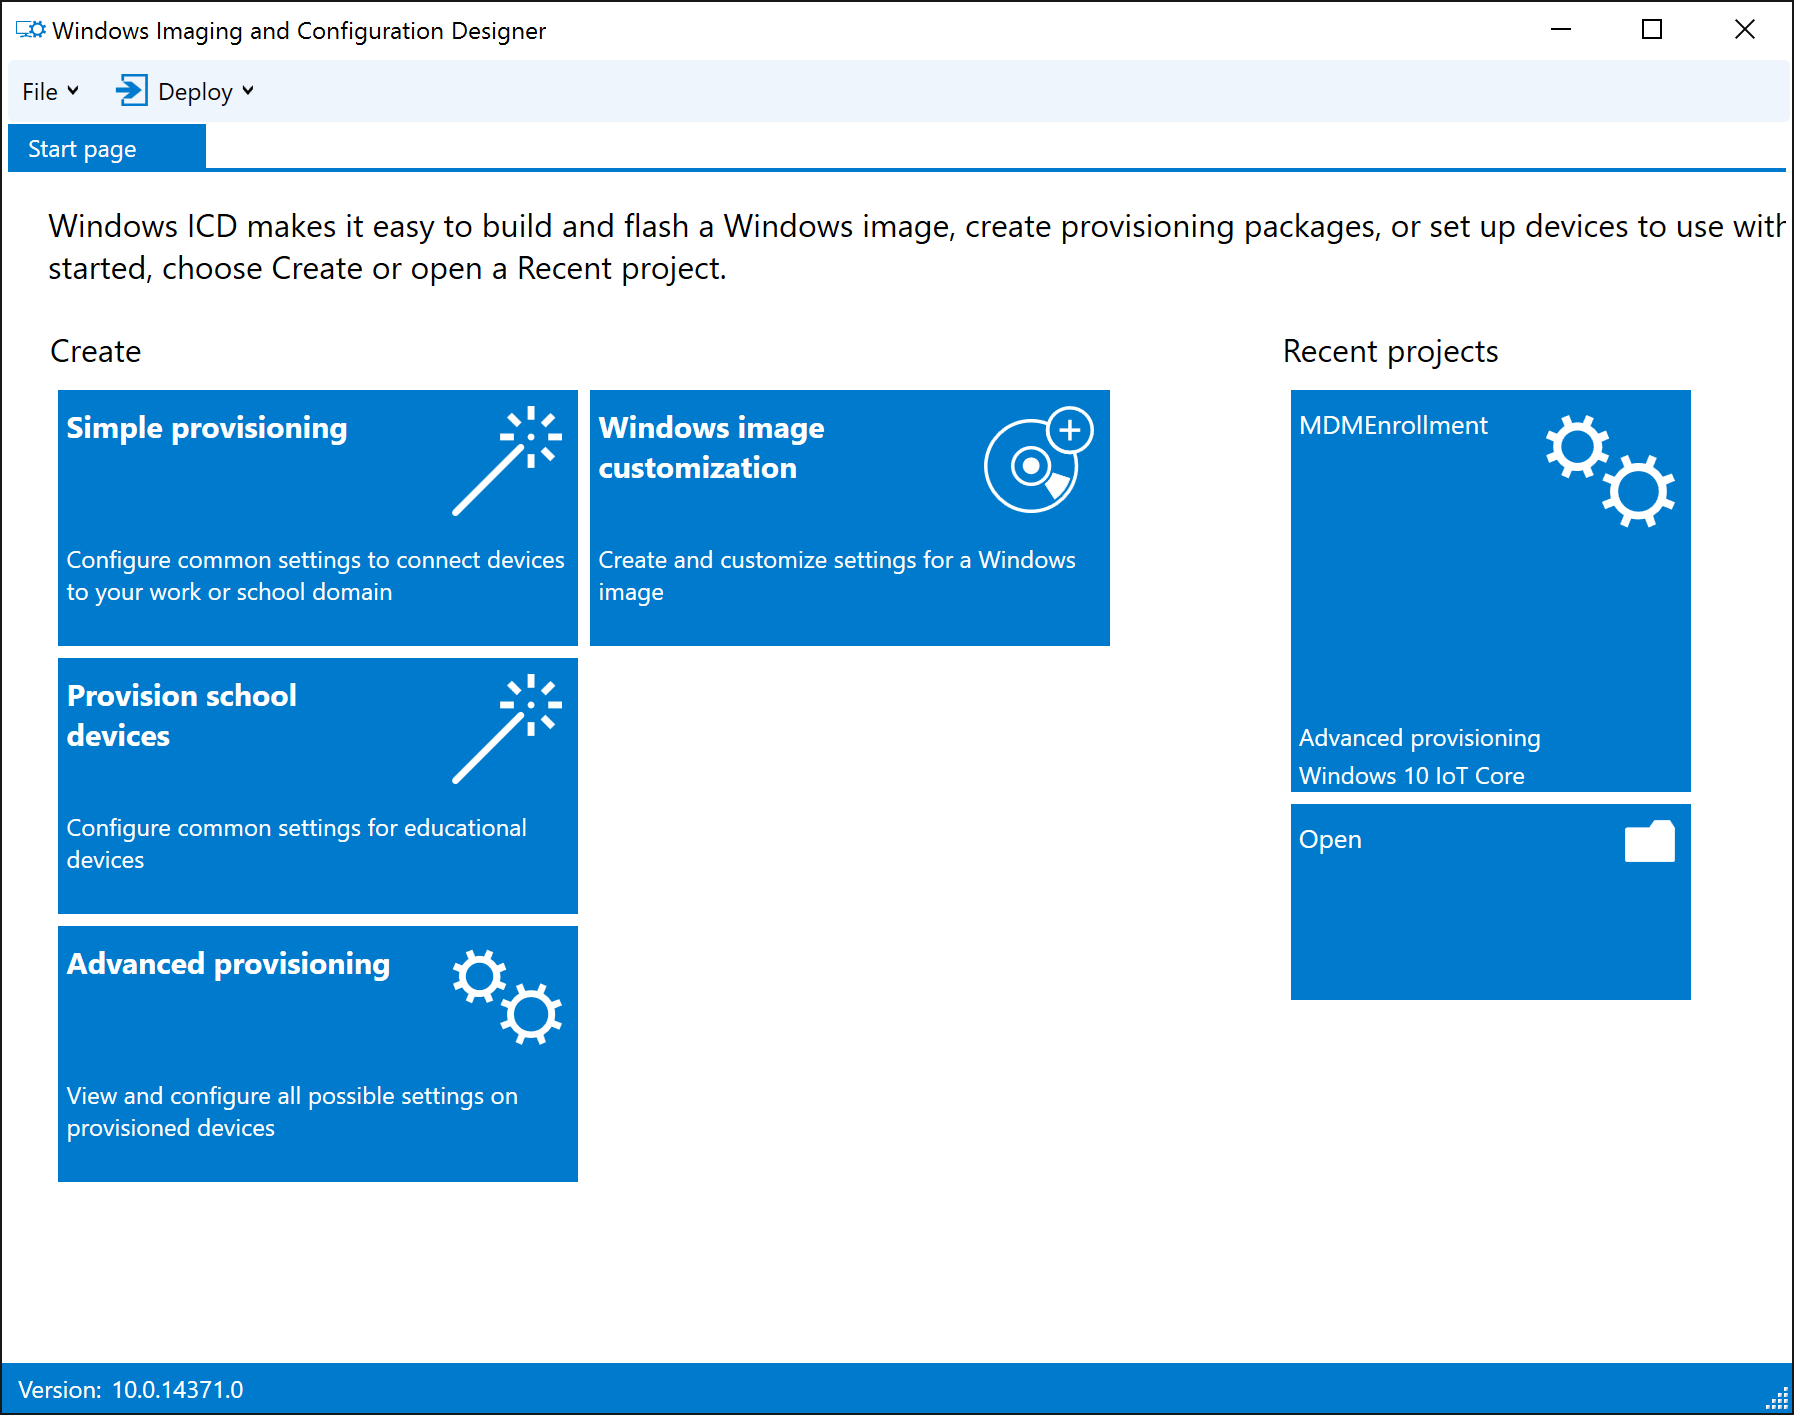 Windows Imaging and Configuration Designer
File
Deploy
Start page
Windows ICD makes it easy to build and flash a Windows image, create provisioning packages, or set up devices to use with
started, choose Create or open a Recent project.
Create
Simple provisioning
Configure common settings to connect devices
to your work or school domain
Windows image
customization
Create and customize settings for a Windows
image
Provision school
devices
Configure common settings for educational
devices
Advanced provisioning
View and configure all possible settings on
provisioned devices
Recent projects
MDMEnrollment
Advanced provisioning
Windows 10 IoT Core
Open
Version: 10.0.14371.0